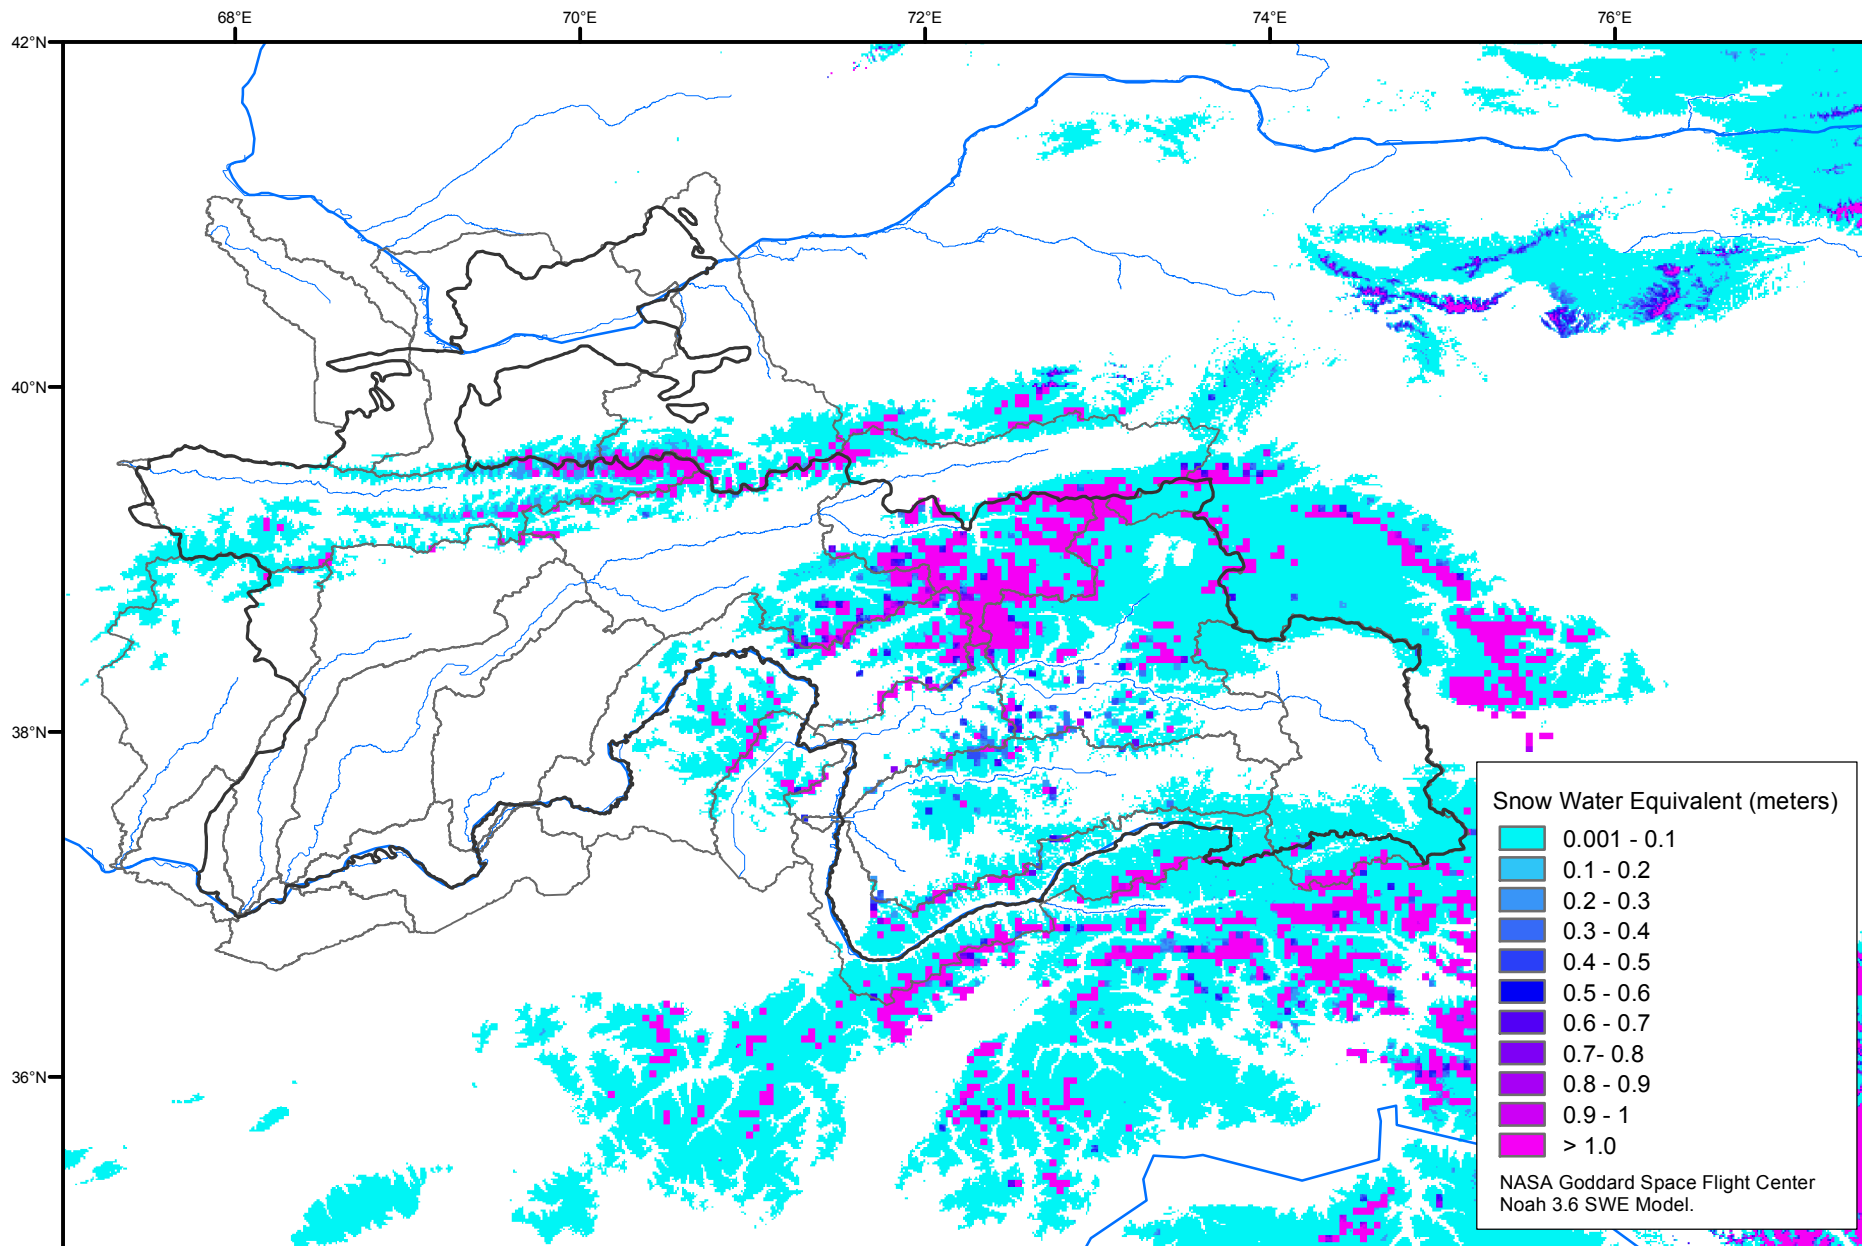 68°E
70°E
72°E
74°E
76°E
42°N
40°N
38°N
36°N
Snow Water Equivalent (meters)
0.001 - 0.1
0.1 - 0.2
0.2 - 0.3
0.3 - 0.4
0.4 - 0.5
0.5 - 0.6
0.6 - 0.7
0.7- 0.8
0.8 - 0.9
0.9 - 1
> 1.0
NASA Goddard Space Flight Center
Noah 3.6 SWE Model.